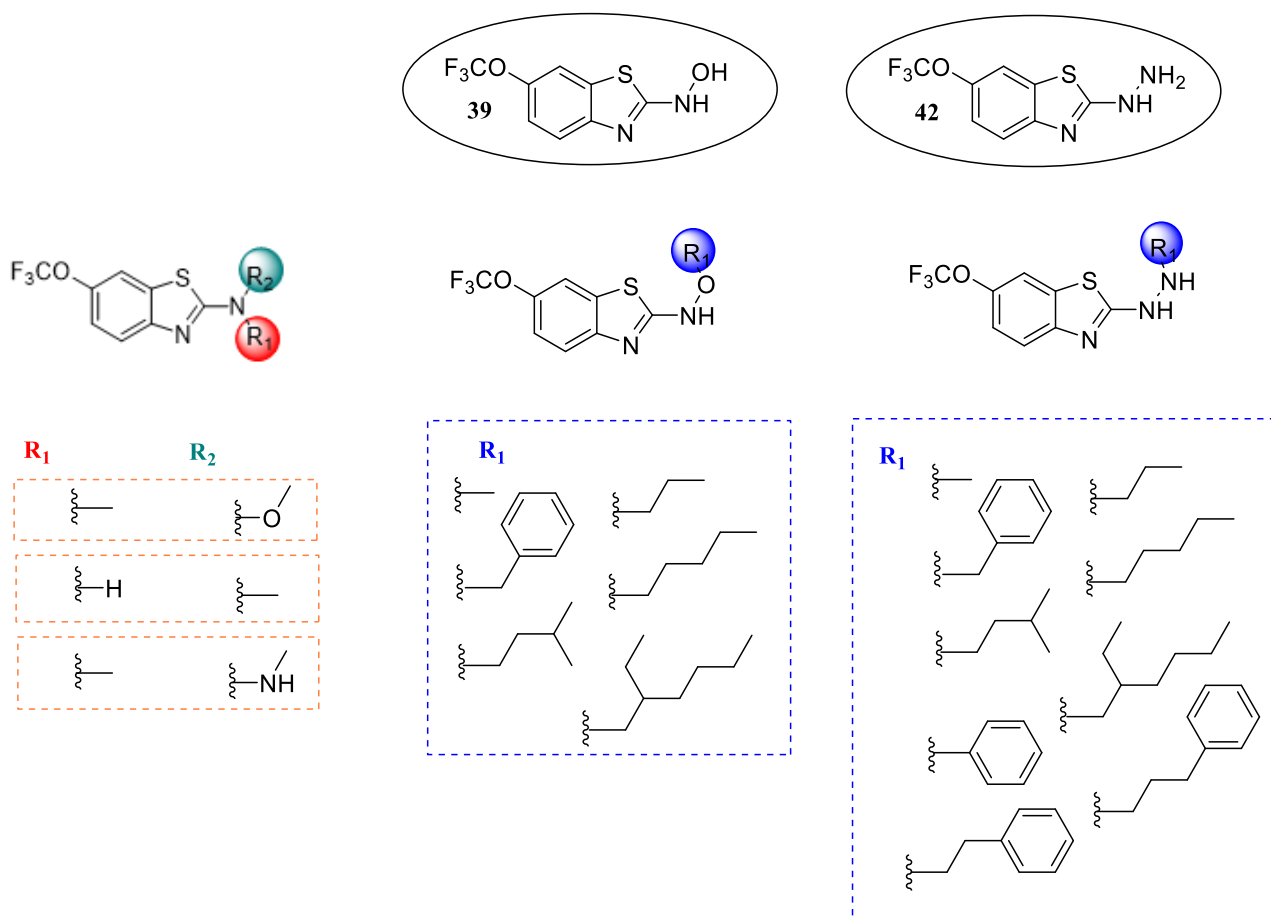 F₃CO S OH
39 N NH
F₃CO S NH₂
42 N NH
F₃CO S R₂
N N R₁
R₁
F₃CO S O
N NH
R₁
F₃CO S NH
N NH
R₁ R₂
O
H
NH
R₁
R₁